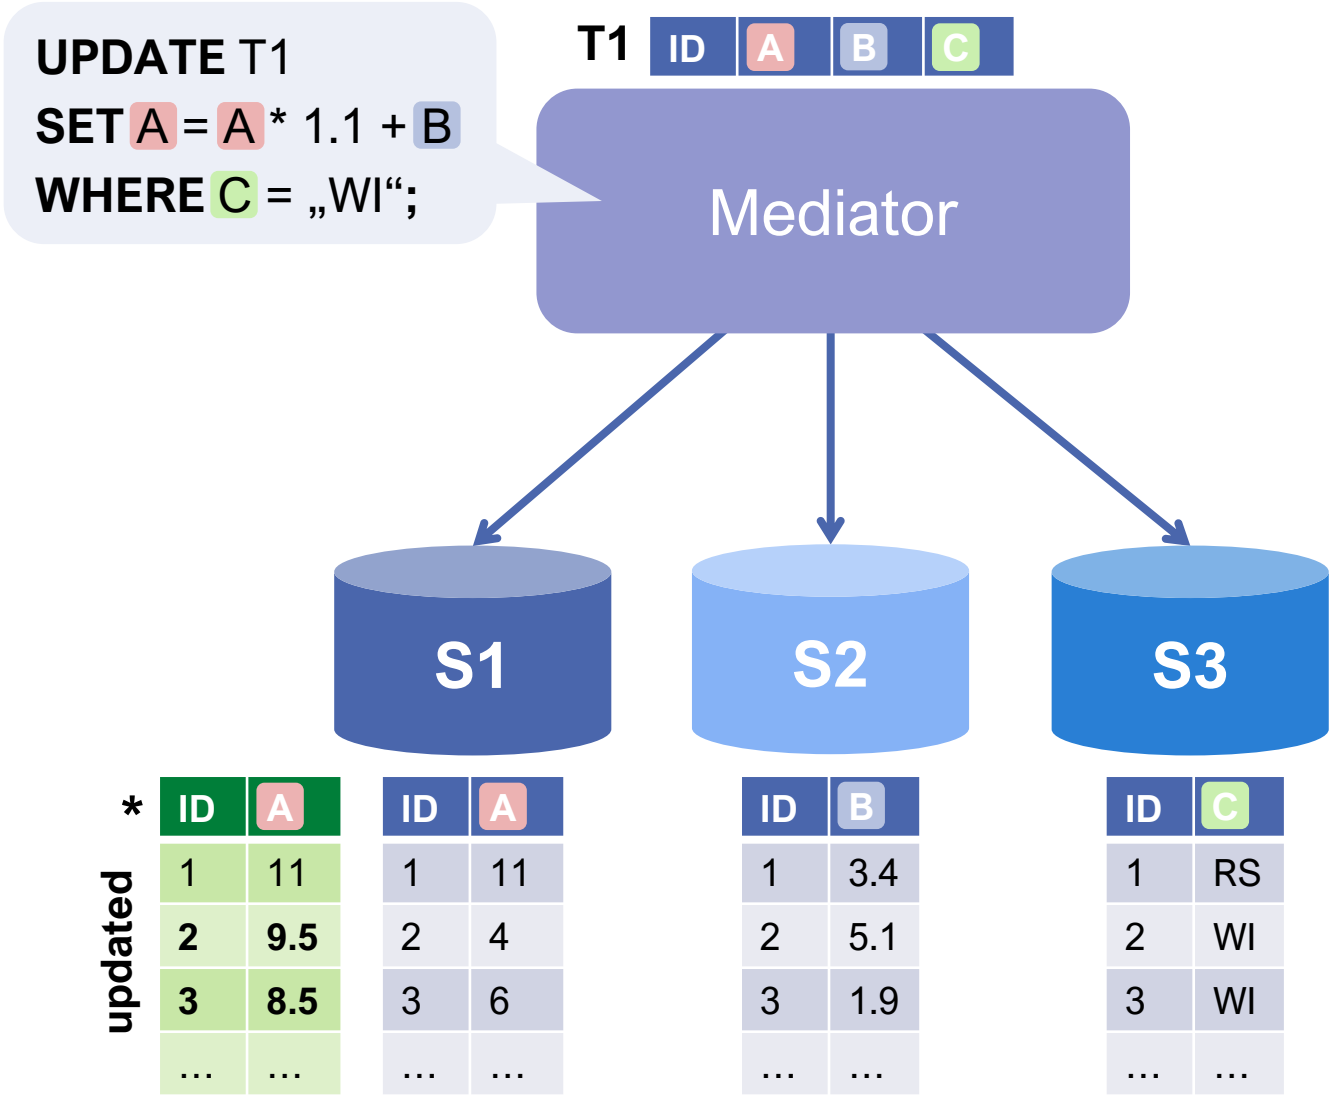 UPDATE T1
SET A = A * 1.1 + B
WHERE C = „WI“;
T1 ID A B C
Mediator
S1
S2
S3
* ID A
1 11
2 9.5
3 8.5
... ...
updated
ID A
1 11
2 4
3 6
... ...
ID B
1 3.4
2 5.1
3 1.9
... ...
ID C
1 RS
2 WI
3 WI
... ...